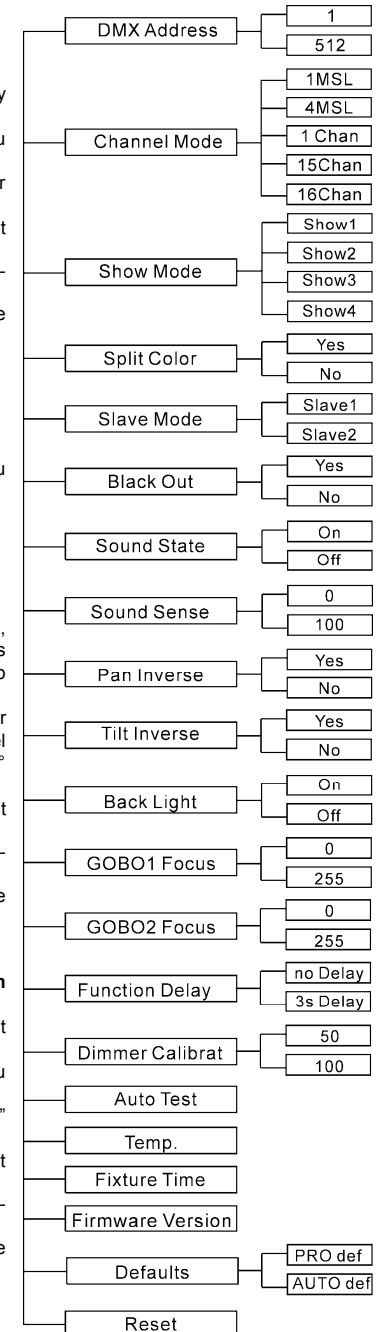 DMX Address
1
512
Channel Mode
1MSL
4MSL
1 Chan
15Chan
16Chan
Show Mode
Show1
Show2
Show3
Show4
Split Color
Yes
No
Slave Mode
Slave1
Slave2
Black Out
Yes
No
Sound State
On
Off
Sound Sense
0
100
Pan Inverse
Yes
No
Tilt Inverse
Yes
No
Back Light
On
Off
GOBO1 Focus
0
255
GOBO2 Focus
0
255
Function Delay
no Delay
3s Delay
Dimmer Calibrat
50
100
Auto Test
Temp.
Fixture Time
Firmware Version
Defaults
PRO def
AUTO def
Reset